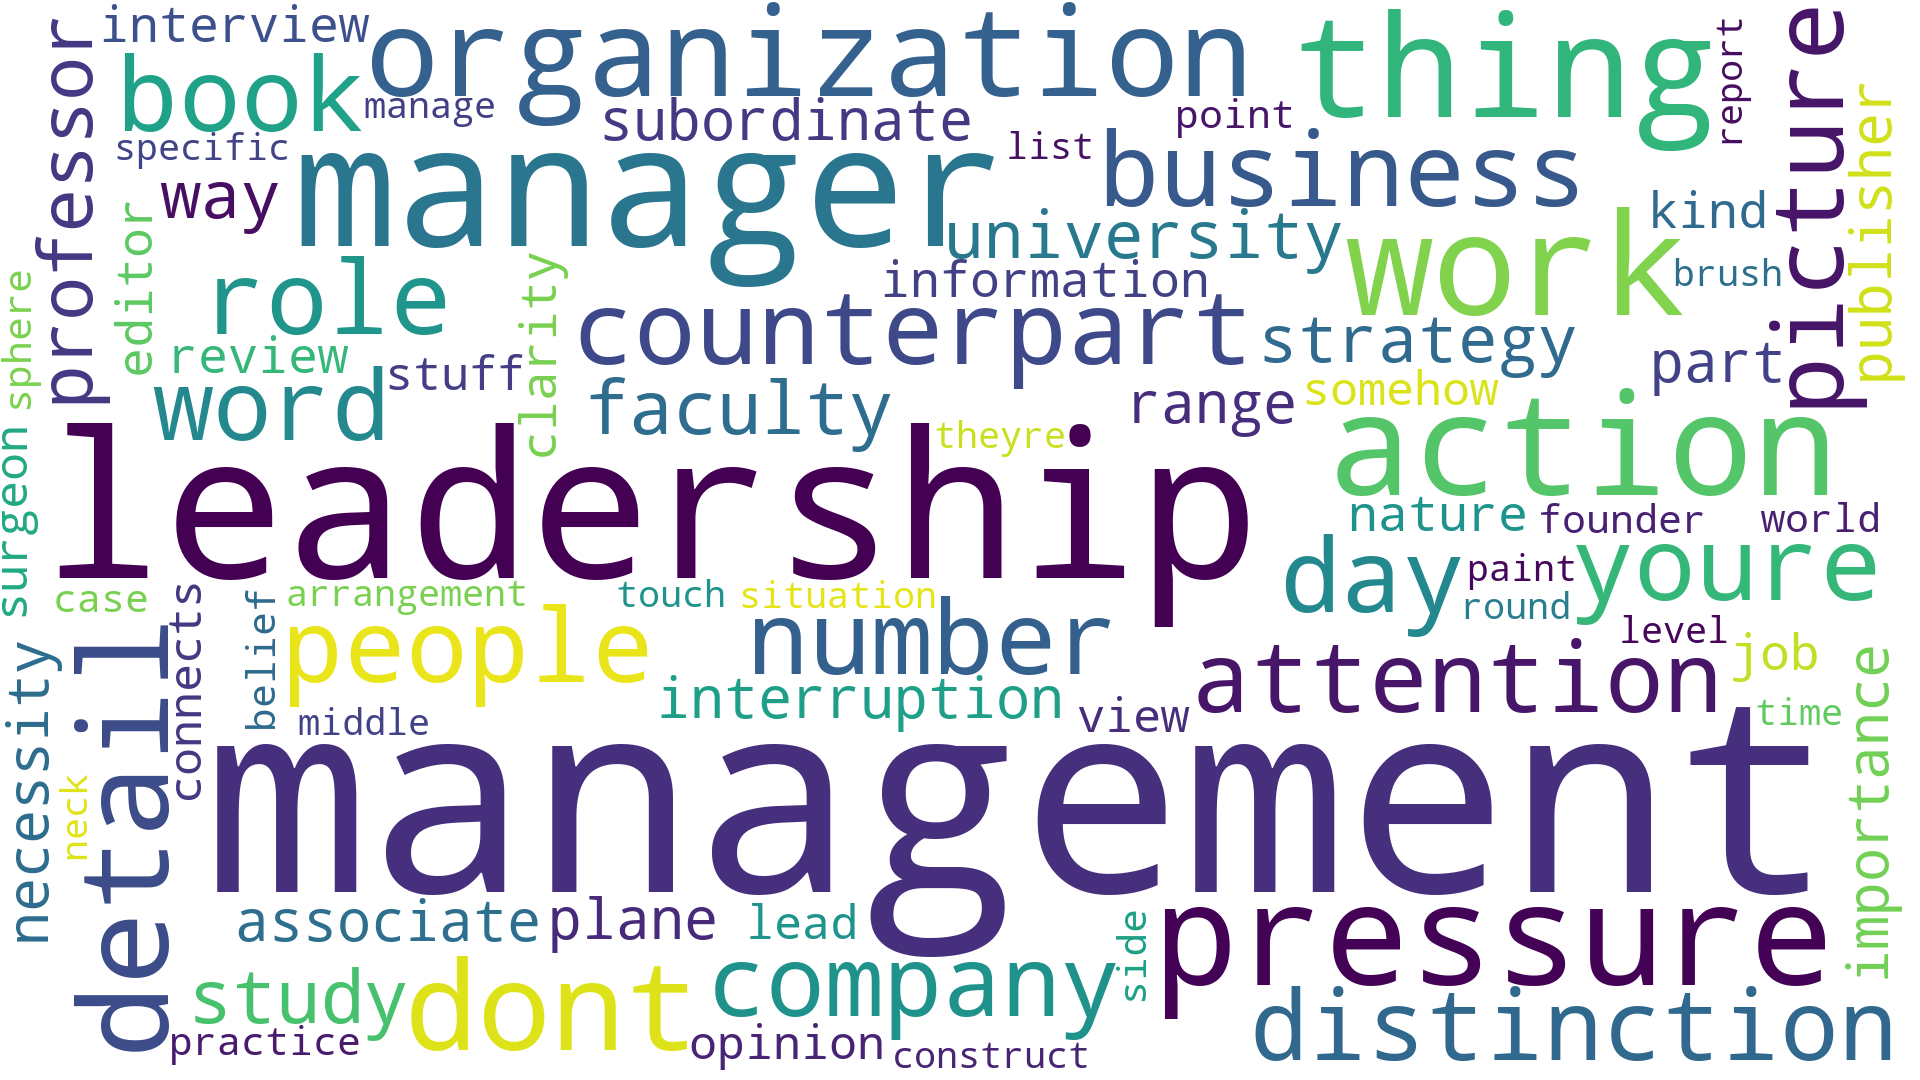 interview
organization
thing
report
picture
professor
book
manage
subordinate
point
publisher
specific
manager
list
business
way
university
kind
editor
work
role
clarity
information
brush
sphere
counterpart
strategy
review
stuff
part
word
faculty
range
somehow
action
surgeon
leadership
theyre
nature
founder
world
day
paint
youre
case
connects
arrangement
touch
situation
round
belief
people
number
level
job
necessity
detail
interruption
view
attention
importance
middle
time
neck
management
associate
plane
lead
side
pressure
study
dont
company
distinction
practice
opinion
construct